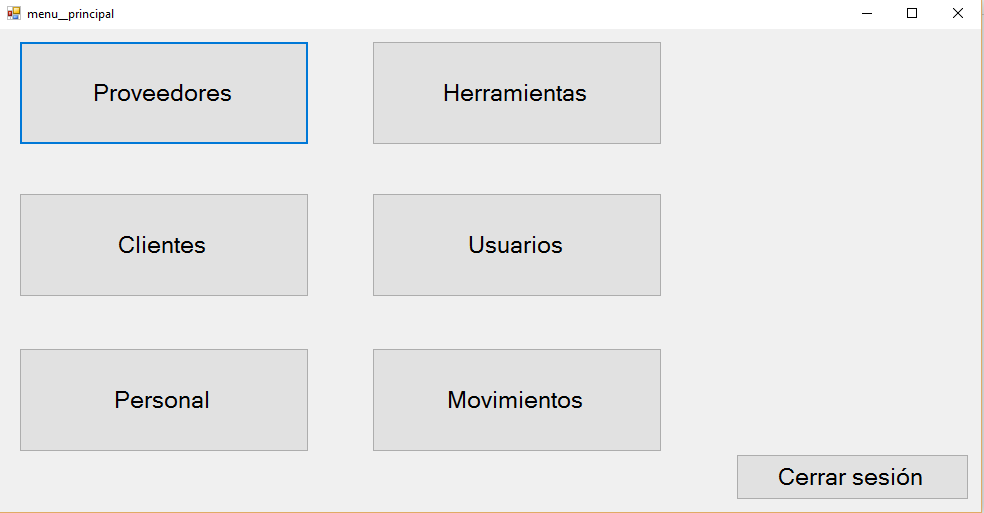 menu__principal
Proveedores
Herramientas
Clientes
Usuarios
Personal
Movimientos
Cerrar sesión